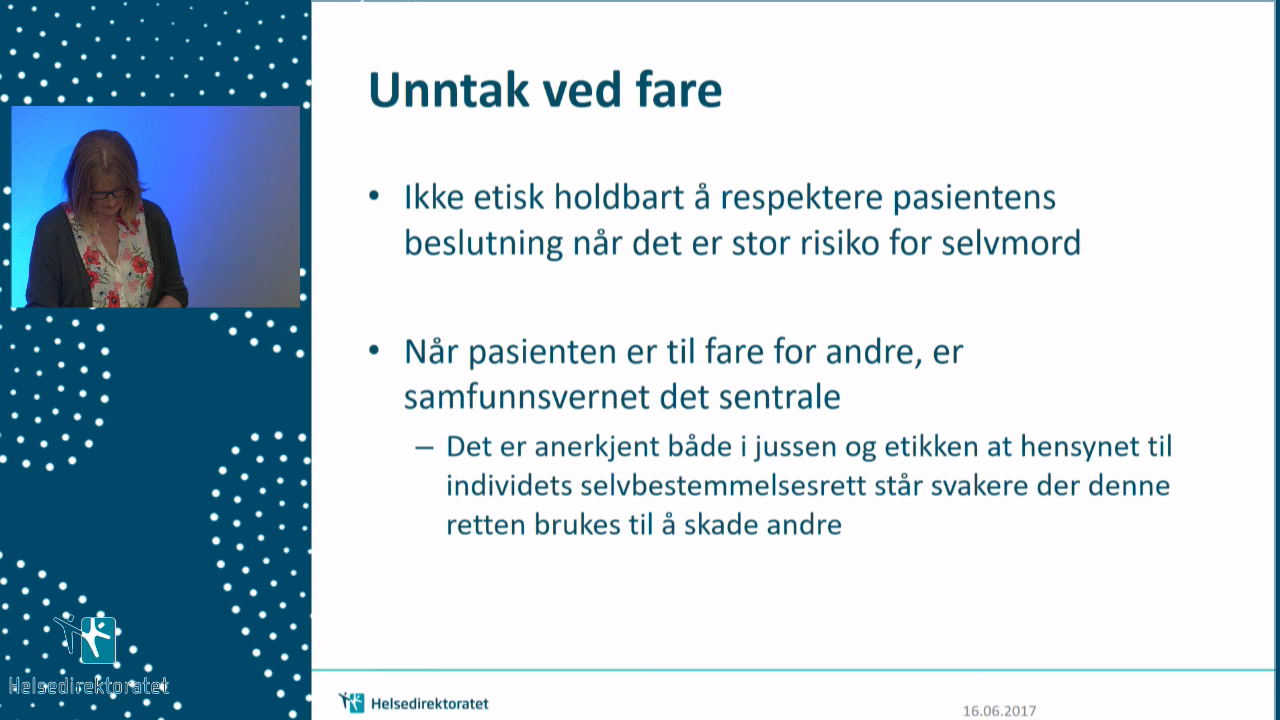 Unntak ved fare
• Ikke etisk holdbart å respektere pasientens
beslutning når det er stor risiko for selvmord
• Når pasienten er til fare for andre, er
samfunnsvernet det sentrale
– Det er anerkjent både i jussen og etikken at hensynet til
individets selvbestemmelsesrett står svakere der denne
retten brukes til å skade andre
Helsedirektoratet
Helsedirektoratet
16.06.2017